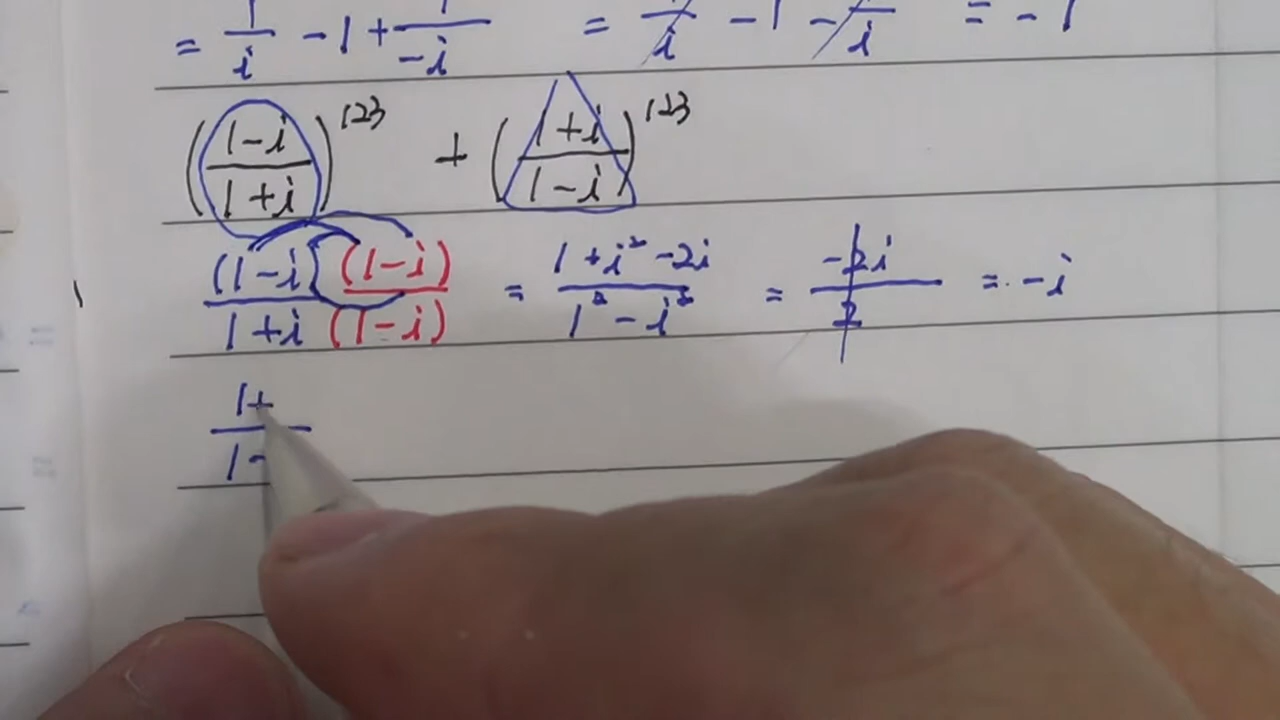 = 1/i - 1 + 1/-i = 1/i - 1 - 1/i = -1
((1-i)/(1+i))^123 + ((1+i)/(1-i))^123
(1-i)(1-i)/1+i(1-i) = (1+i²-2i)/(1²-i²) = -2i/2 = -i
1+/1-